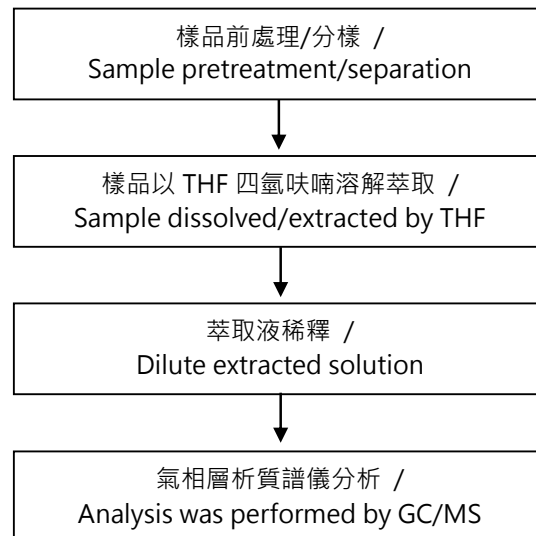 樣品前處理/分樣 /
Sample pretreatment/separation
樣品以 THF 四氫呋喃溶解萃取 /
Sample dissolved/extracted by THF
萃取液稀釋 /
Dilute extracted solution
氣相層析質譜儀分析 /
Analysis was performed by GC/MS